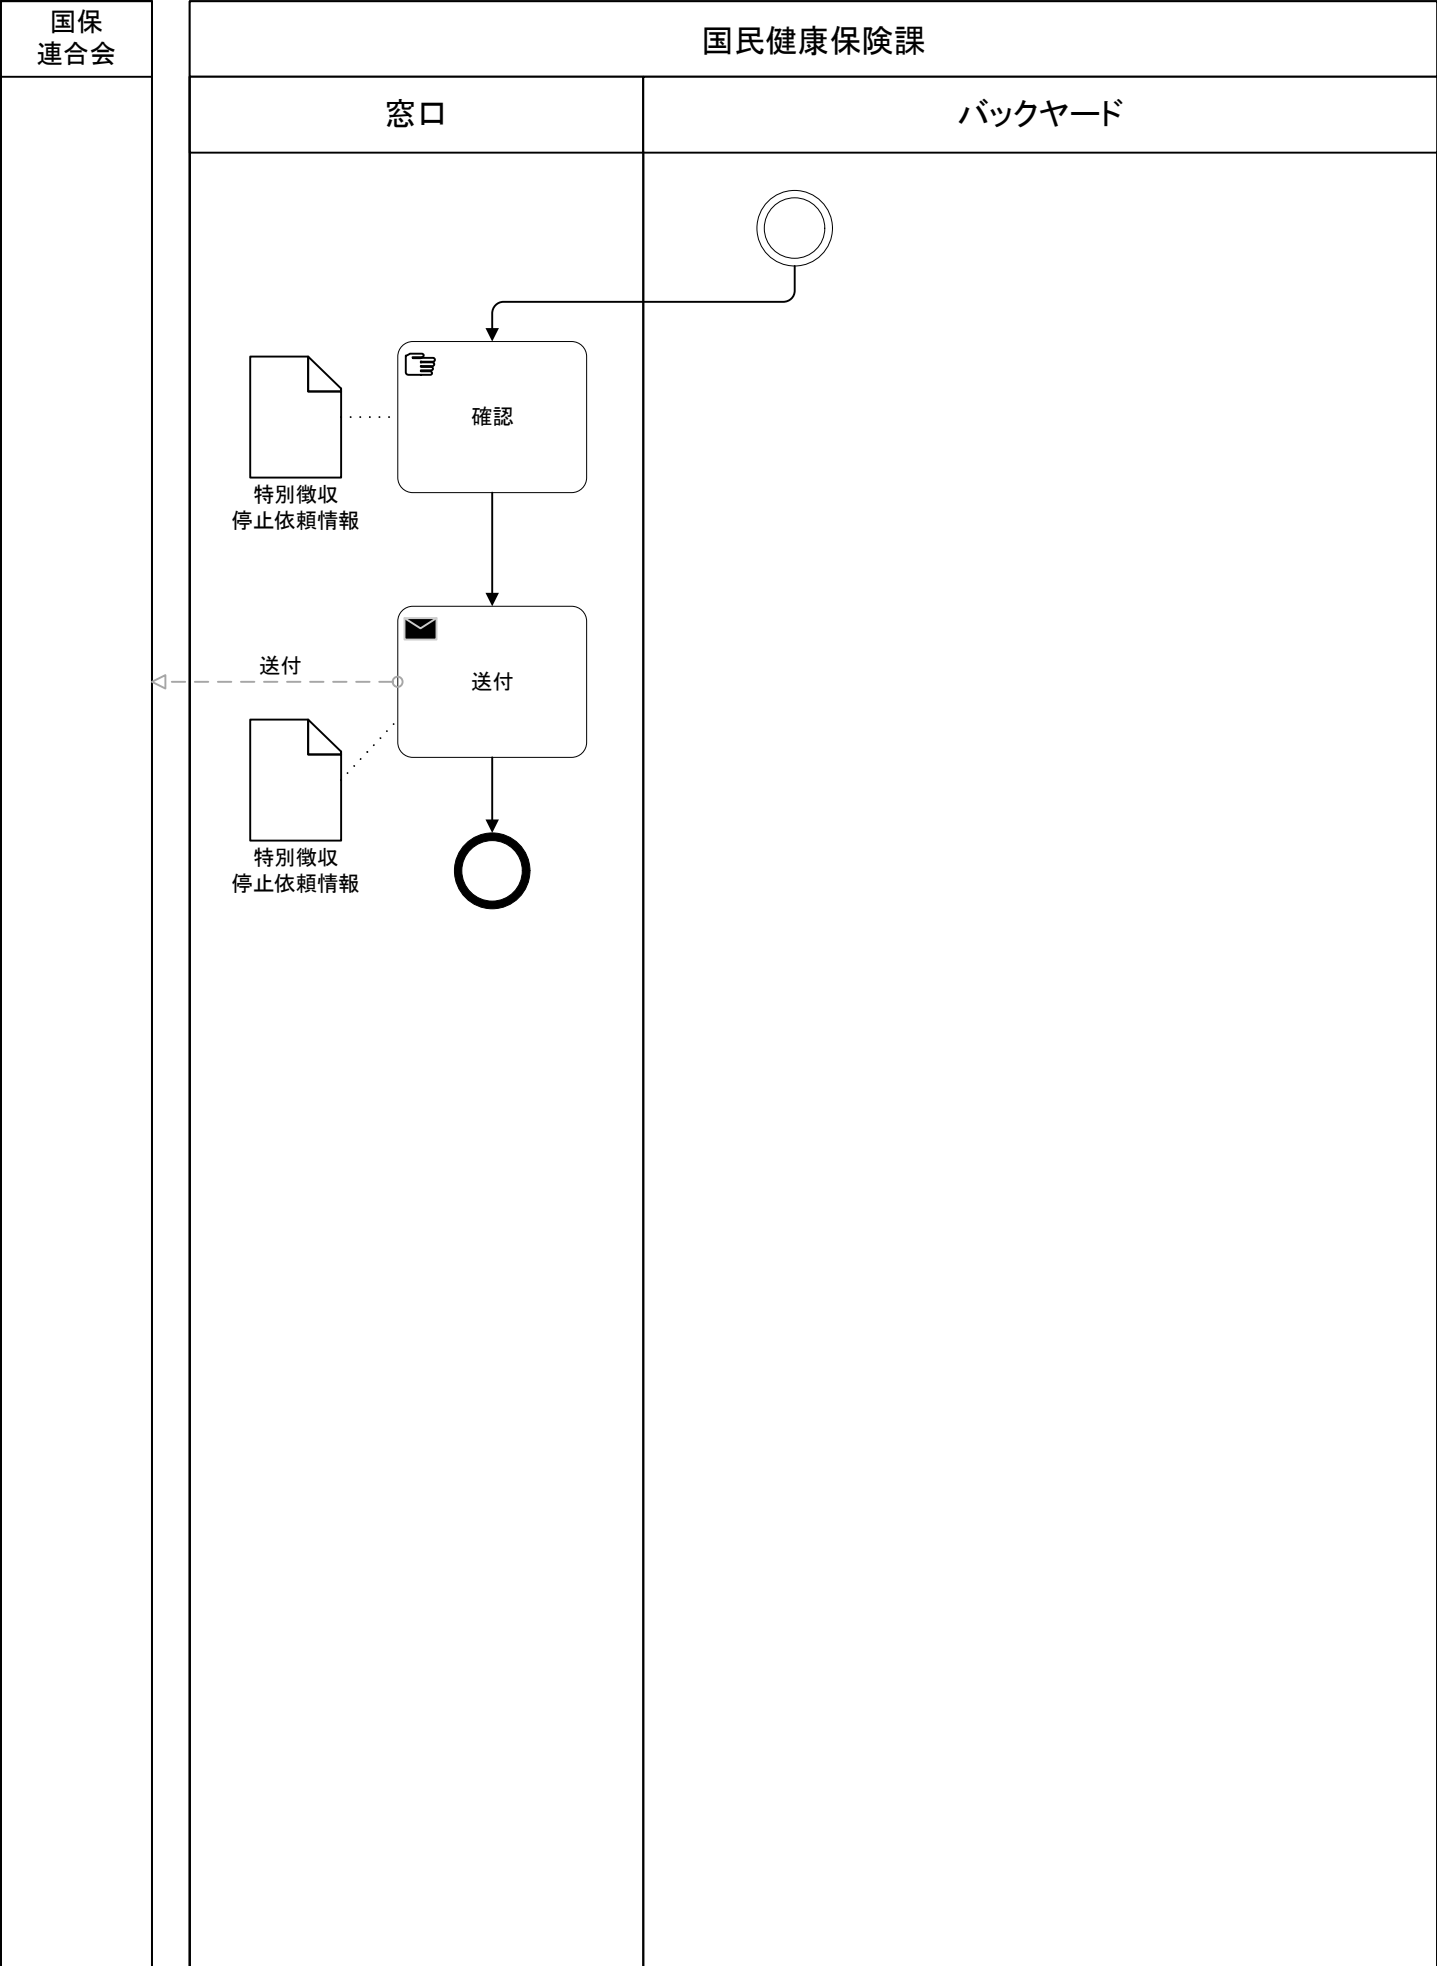 国保
連合会
国民健康保険課
窓口
バックヤード
確認
特別徴収
停止依頼情報
送付
送付
特別徴収
停止依頼情報